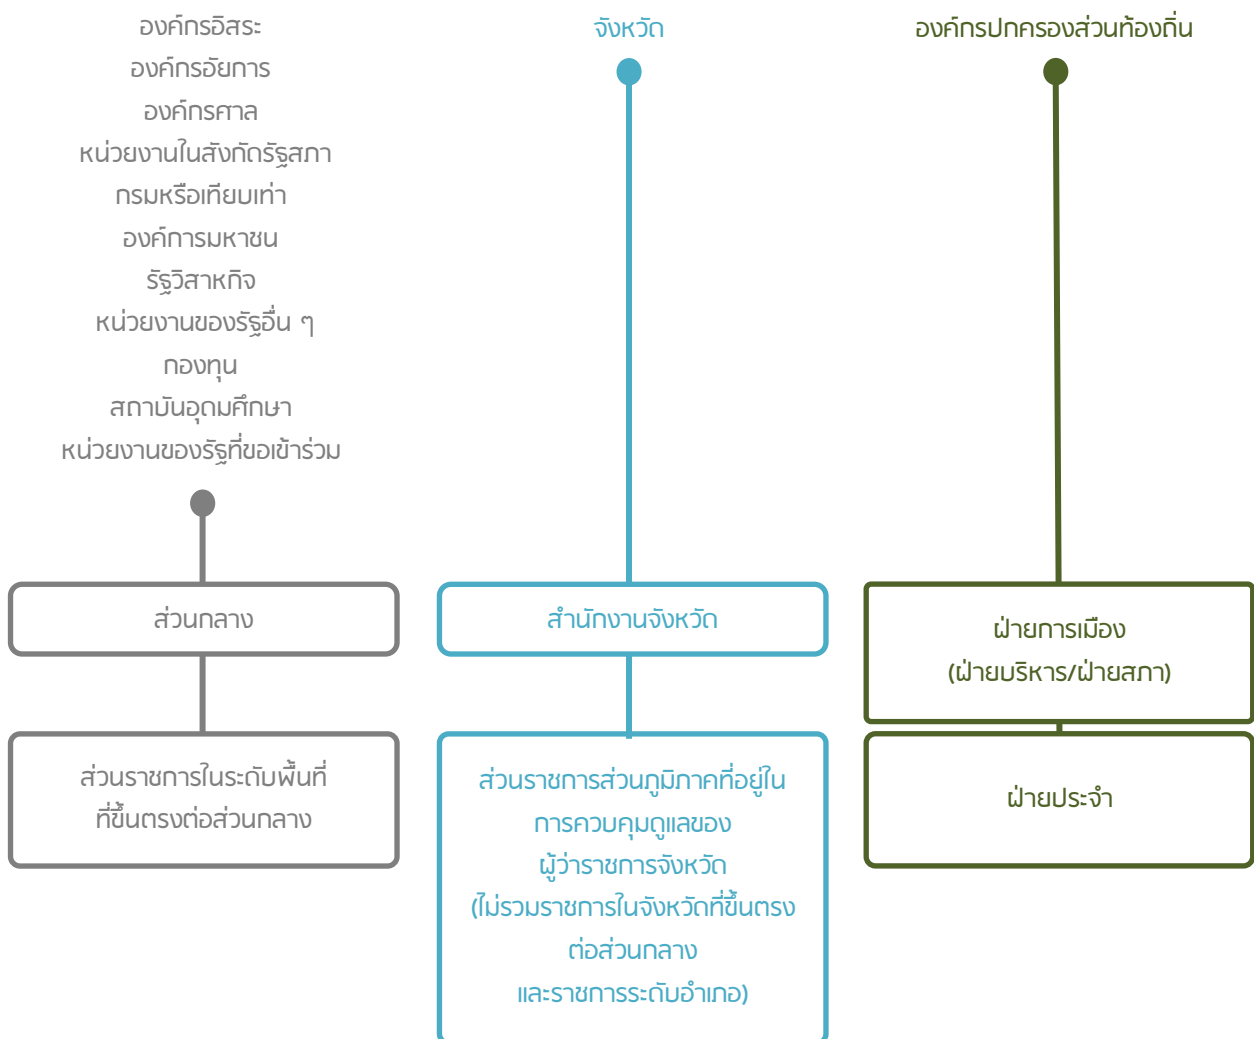 องค์กรอิสระ
องค์กรอัยการ
องค์กรศาล
หน่วยงานในสังกัดรัฐสภา
กรมหรือเทียบเท่า
องค์การมหาชน
รัฐวิสาหกิจ
หน่วยงานของรัฐอื่น ๆ
กองทุน
สถาบันอุดมศึกษา
หน่วยงานของรัฐที่ขอเข้าร่วม
ส่วนกลาง
ส่วนราชการในระดับพื้นที่
ที่ขึ้นตรงต่อส่วนกลาง
จังหวัด
สำนักงานจังหวัด
ส่วนราชการส่วนภูมิภาคที่อยู่ใน
การควบคุมดูแลของ
ผู้ว่าราชการจังหวัด
(ไม่รวมราชการในจังหวัดที่ขึ้นตรง
ต่อส่วนกลาง
และราชการระดับอำเภอ)
องค์กรปกครองส่วนท้องถิ่น
ฝ่ายการเมือง
(ฝ่ายบริหาร/ฝ่ายสภา)
ฝ่ายประจำ